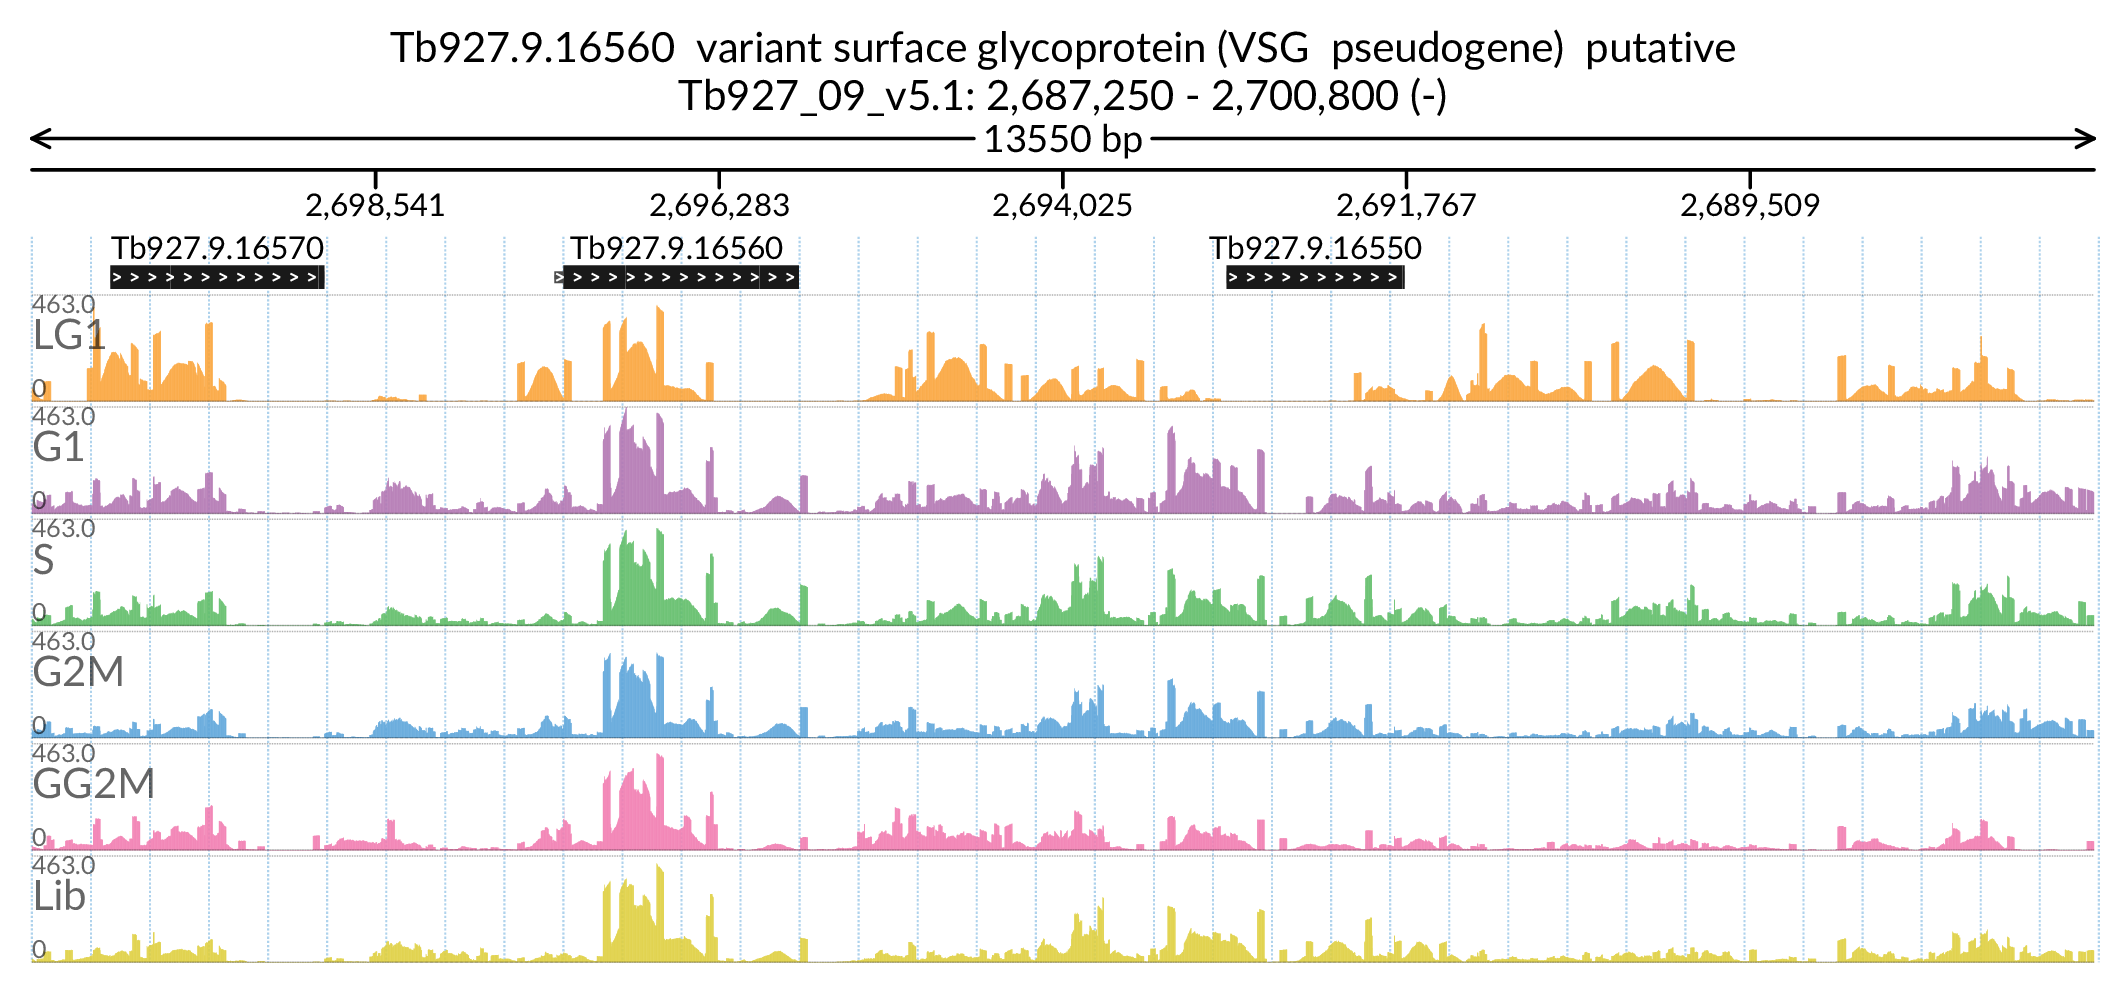 Tb927.9.16560 variant surface glycoprotein (VSG pseudogene) putative
Tb927_09_v5.1: 2,687,250 - 2,700,800 (-)
13550 bp
2,698,541 2,696,283 2,694,025 2,691,767 2,689,509
Tb927.9.16570 Tb927.9.16560 Tb927.9.16550
463.0
LG1
0
463.0
G1
0
463.0
S
0
463.0
G2M
0
463.0
GG2M
0
463.0
Lib
0